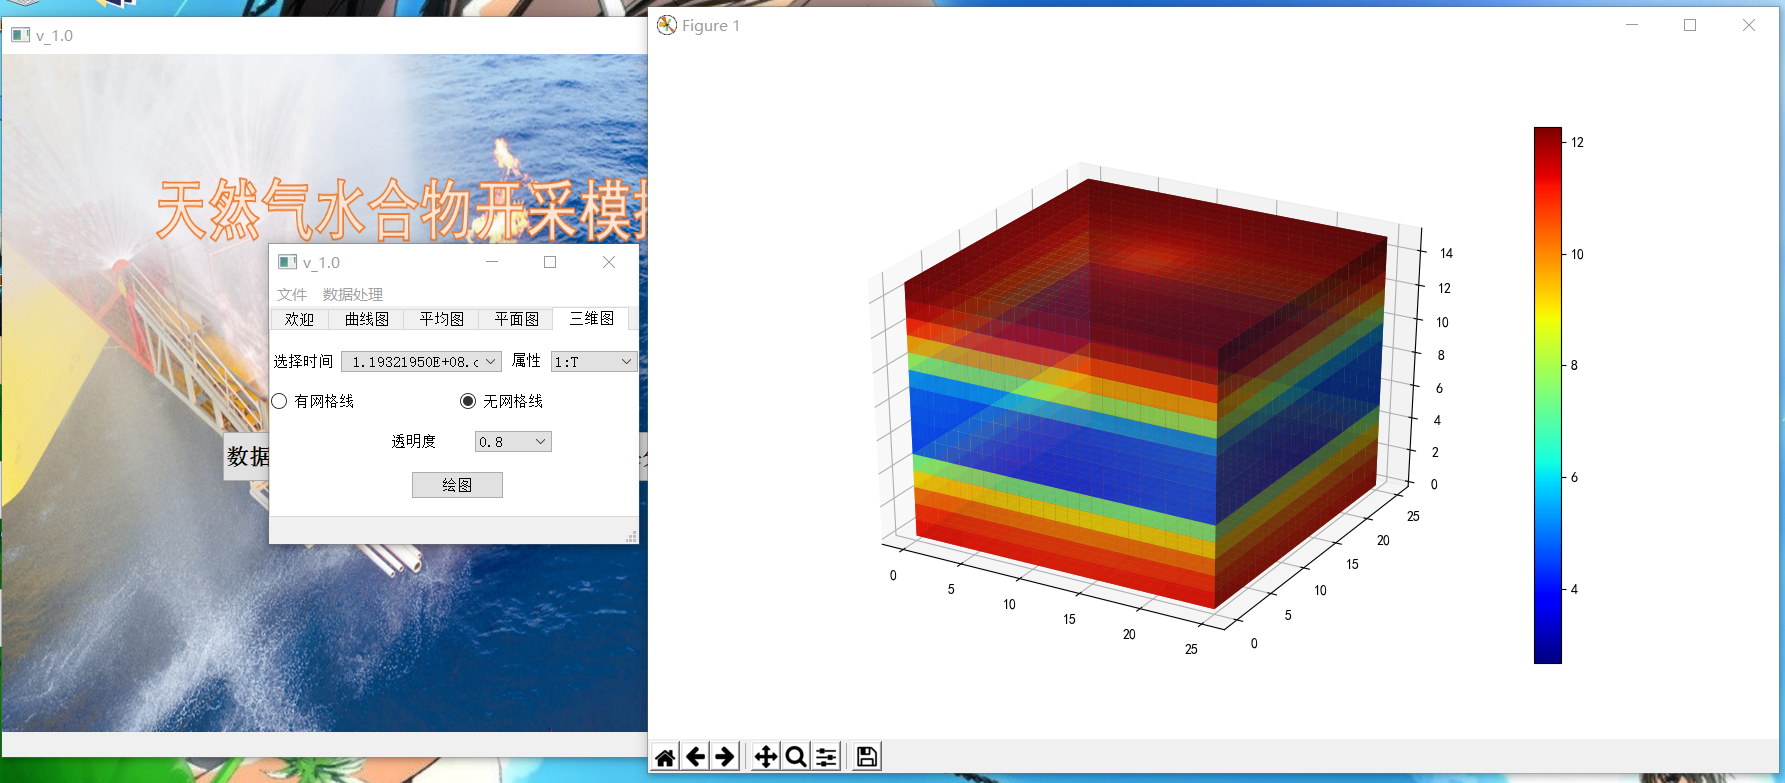 v_1.0
天然气水合物开采模
数据
v_1.0
文件 数据处理
欢迎 曲线图 平均图 平面图 三维图
选择时间 1.19321950E+08.c 属性 1:T
有网格线 无网格线
透明度 0.8
绘图
Figure 1
14
12
10
8
6
4
2
0
0
5
10
15
20
25
0
5
10
15
20
25
12
10
8
6
4